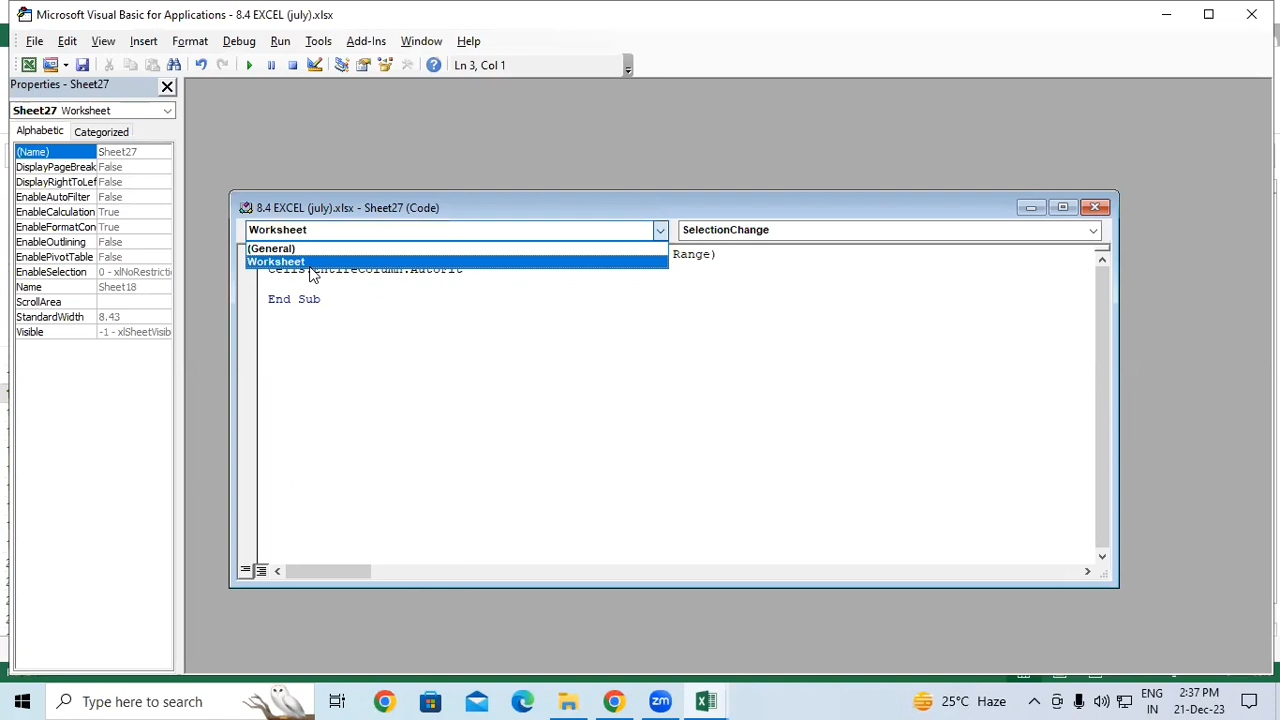 Microsoft Visual Basic for Applications - 8.4 EXCEL (july).xlsx
File Edit View Insert Format Debug Run Tools Add-Ins Window Help
Ln 3, Col 1
Properties - Sheet27
Sheet27 Worksheet
Alphabetic Categorized
(Name) Sheet27
DisplayPageBreak False
DisplayRightToLef False
EnableAutoFilter False
EnableCalculation True
EnableFormatCon True
EnableOutlining False
EnablePivotTable False
EnableSelection 0 - xlNoRestrictio
Name Sheet18
ScrollArea
StandardWidth 8.43
Visible -1 - xlSheetVisib
8.4 EXCEL (july).xlsx - Sheet27 (Code)
Worksheet SelectionChange
(General)
Worksheet
Range)
Cells.EntireColumn.AutoFit
End Sub
Type here to search
25°C Haze
ENG
IN
2:37 PM
21-Dec-23